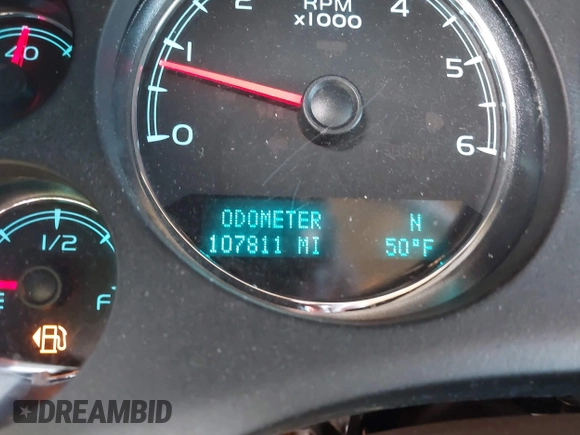 2 RPM 4
x1000
40
1
5
0
6
ODOMETER N
107811 MI 50°F
1/2
E F
DREAMBID